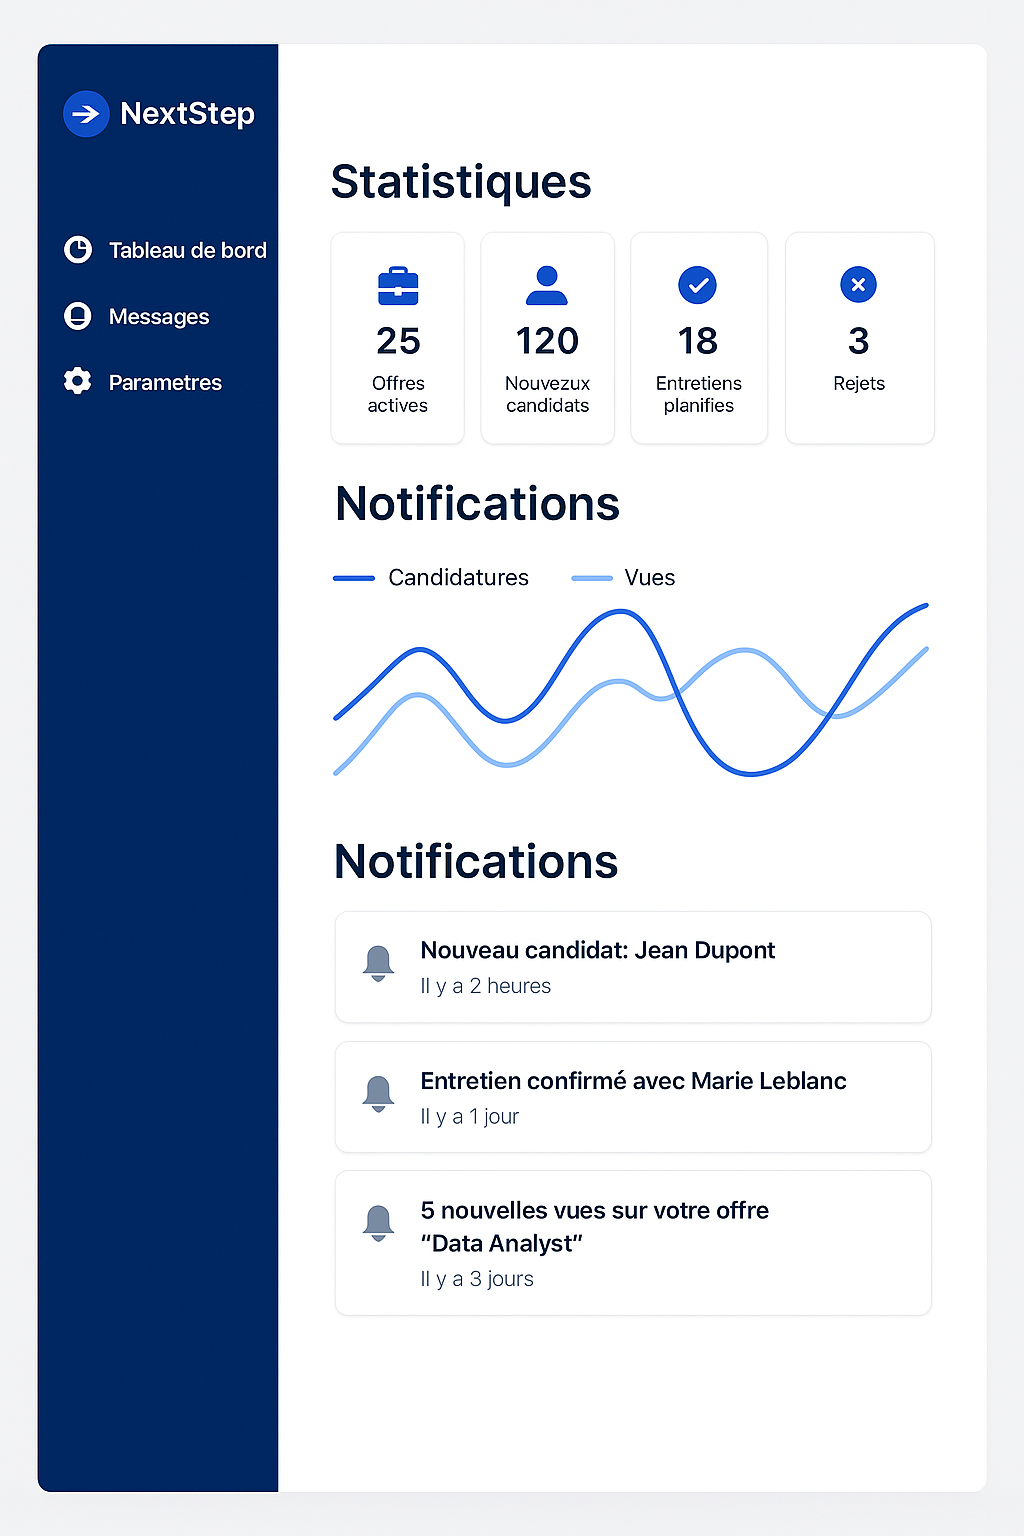 NextStep
Tableau de bord
Messages
Parametres
Statistiques
25
Offres
actives
120
Nouvezux
candidats
18
Entretiens
planifies
3
Rejets
Notifications
Candidatures
Vues
Notifications
Nouveau candidat: Jean Dupont
Il y a 2 heures
Entretien confirmé avec Marie Leblanc
Il y a 1 jour
5 nouvelles vues sur votre offre
“Data Analyst”
Il y a 3 jours